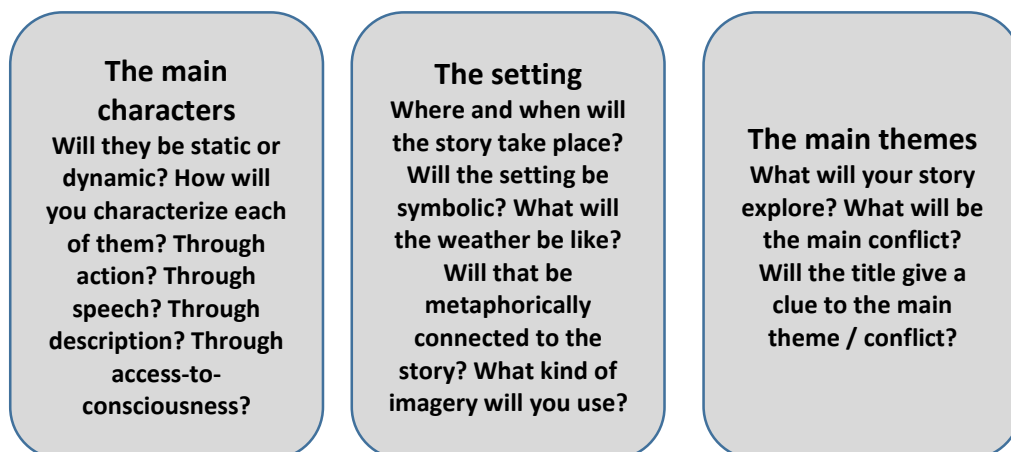 The main
characters
Will they be static or
dynamic? How will
you characterize each
of them? Through
action? Through
speech? Through
description? Through
access-to-
consciousness?
The setting
Where and when will
the story take place?
Will the setting be
symbolic? What will
the weather be like?
Will that be
metaphorically
connected to the
story? What kind of
imagery will you use?
The main themes
What will your story
explore? What will be
the main conflict?
Will the title give a
clue to the main
theme / conflict?